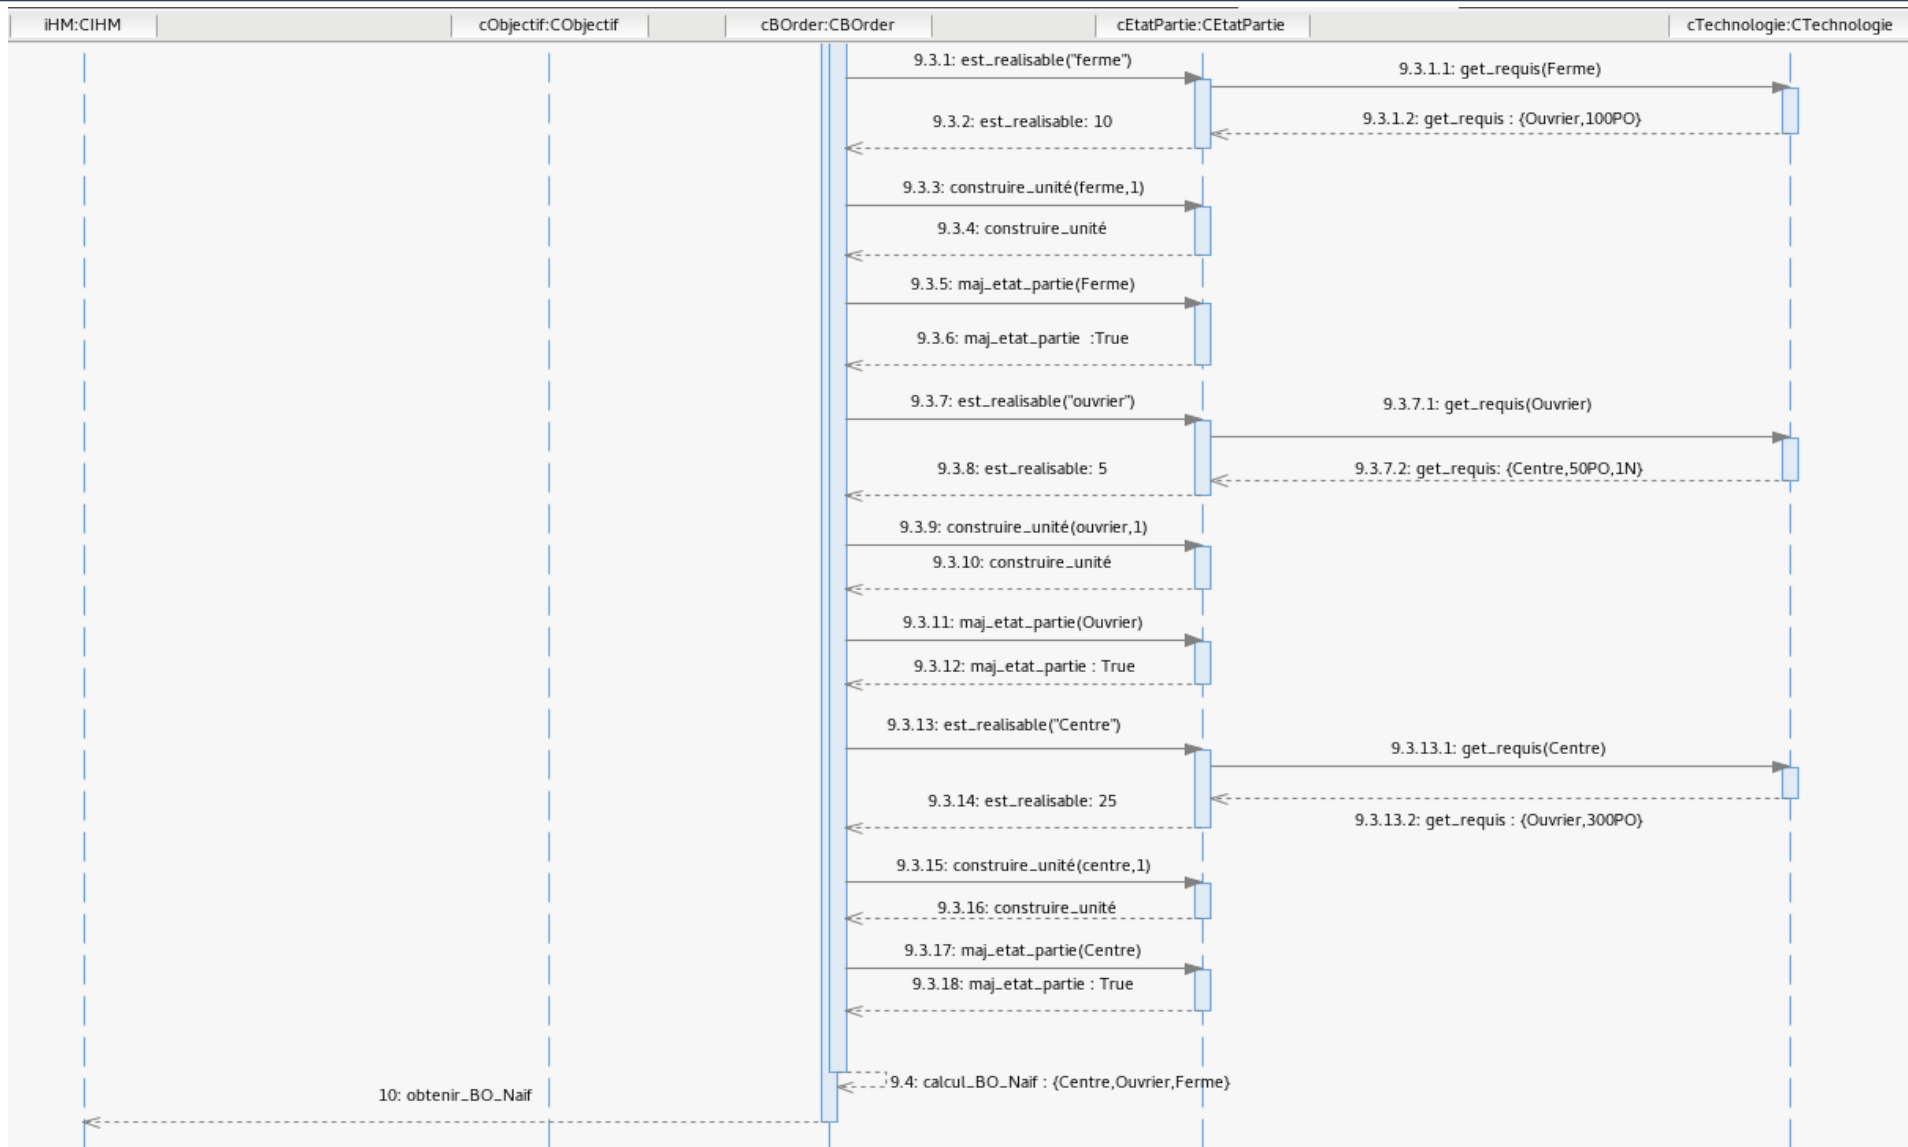 iHM:CIHM
cObjectif:CObjectif
cBOrder:CBOrder
cEtatPartie:CEtatPartie
cTechnologie:CTechnologie
9.3.1: est_realisable("ferme")
9.3.1.1: get_requis(Ferme)
9.3.1.2: get_requis : {Ouvrier,100PO}
9.3.2: est_realisable: 10
9.3.3: construire_unité(ferme,1)
9.3.4: construire_unité
9.3.5: maj_etat_partie(Ferme)
9.3.6: maj_etat_partie  :True
9.3.7: est_realisable("ouvrier")
9.3.7.1: get_requis(Ouvrier)
9.3.7.2: get_requis: {Centre,50PO,1N}
9.3.8: est_realisable: 5
9.3.9: construire_unité(ouvrier,1)
9.3.10: construire_unité
9.3.11: maj_etat_partie(Ouvrier)
9.3.12: maj_etat_partie : True
9.3.13: est_realisable("Centre")
9.3.13.1: get_requis(Centre)
9.3.14: est_realisable: 25
9.3.13.2: get_requis : {Ouvrier,300PO}
9.3.15: construire_unité(centre,1)
9.3.16: construire_unité
9.3.17: maj_etat_partie(Centre)
9.3.18: maj_etat_partie : True
9.4: calcul_BO_Naif : {Centre,Ouvrier,Ferme}
10: obtenir_BO_Naif